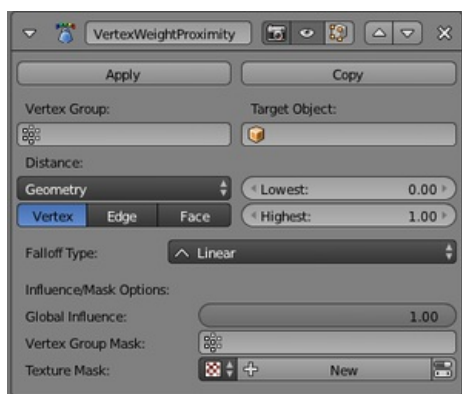 VertexWeightProximity
Apply Copy
Vertex Group: Target Object:
Distance:
Geometry Lowest: 0.00
Vertex Edge Face Highest: 1.00
Falloff Type: Linear
Influence/Mask Options:
Global Influence: 1.00
Vertex Group Mask:
Texture Mask: New